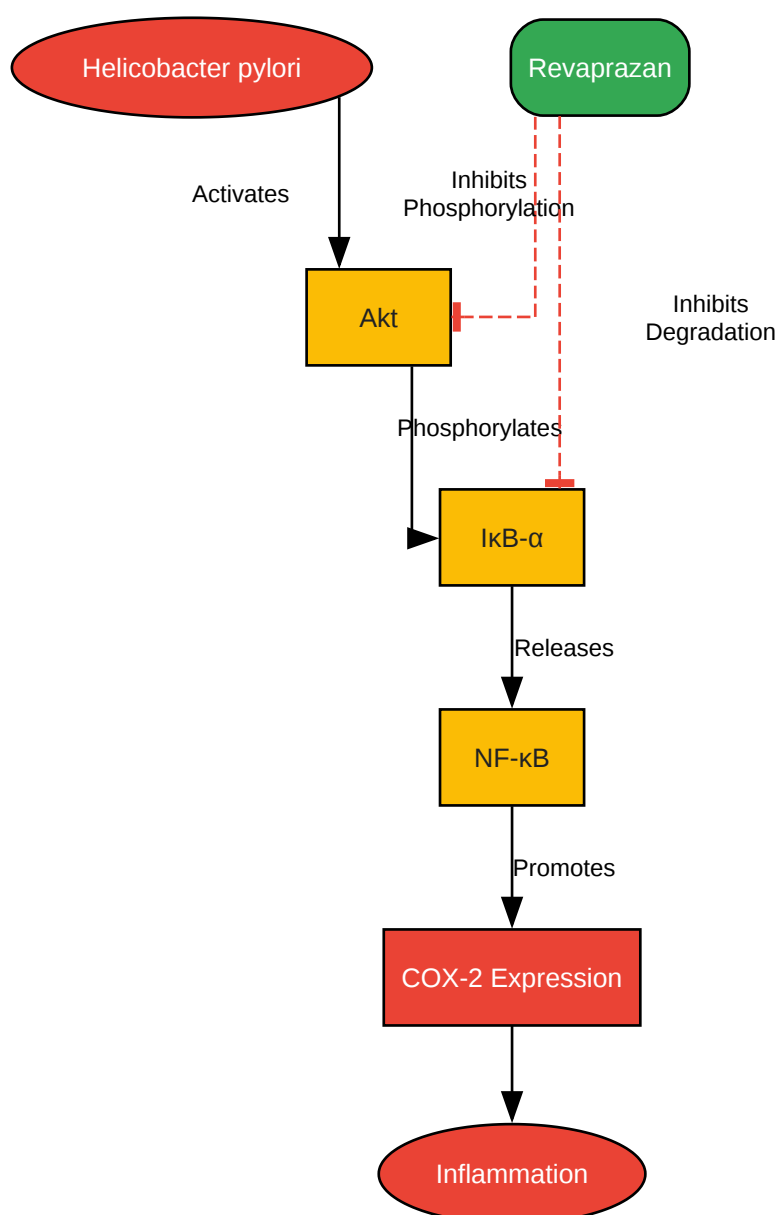 Helicobacter pylori
Revaprazan
Activates
Inhibits
Phosphorylation
Akt
Inhibits
Degradation
Phosphorylates
IκB-α
Releases
NF-κB
Promotes
COX-2 Expression
Inflammation